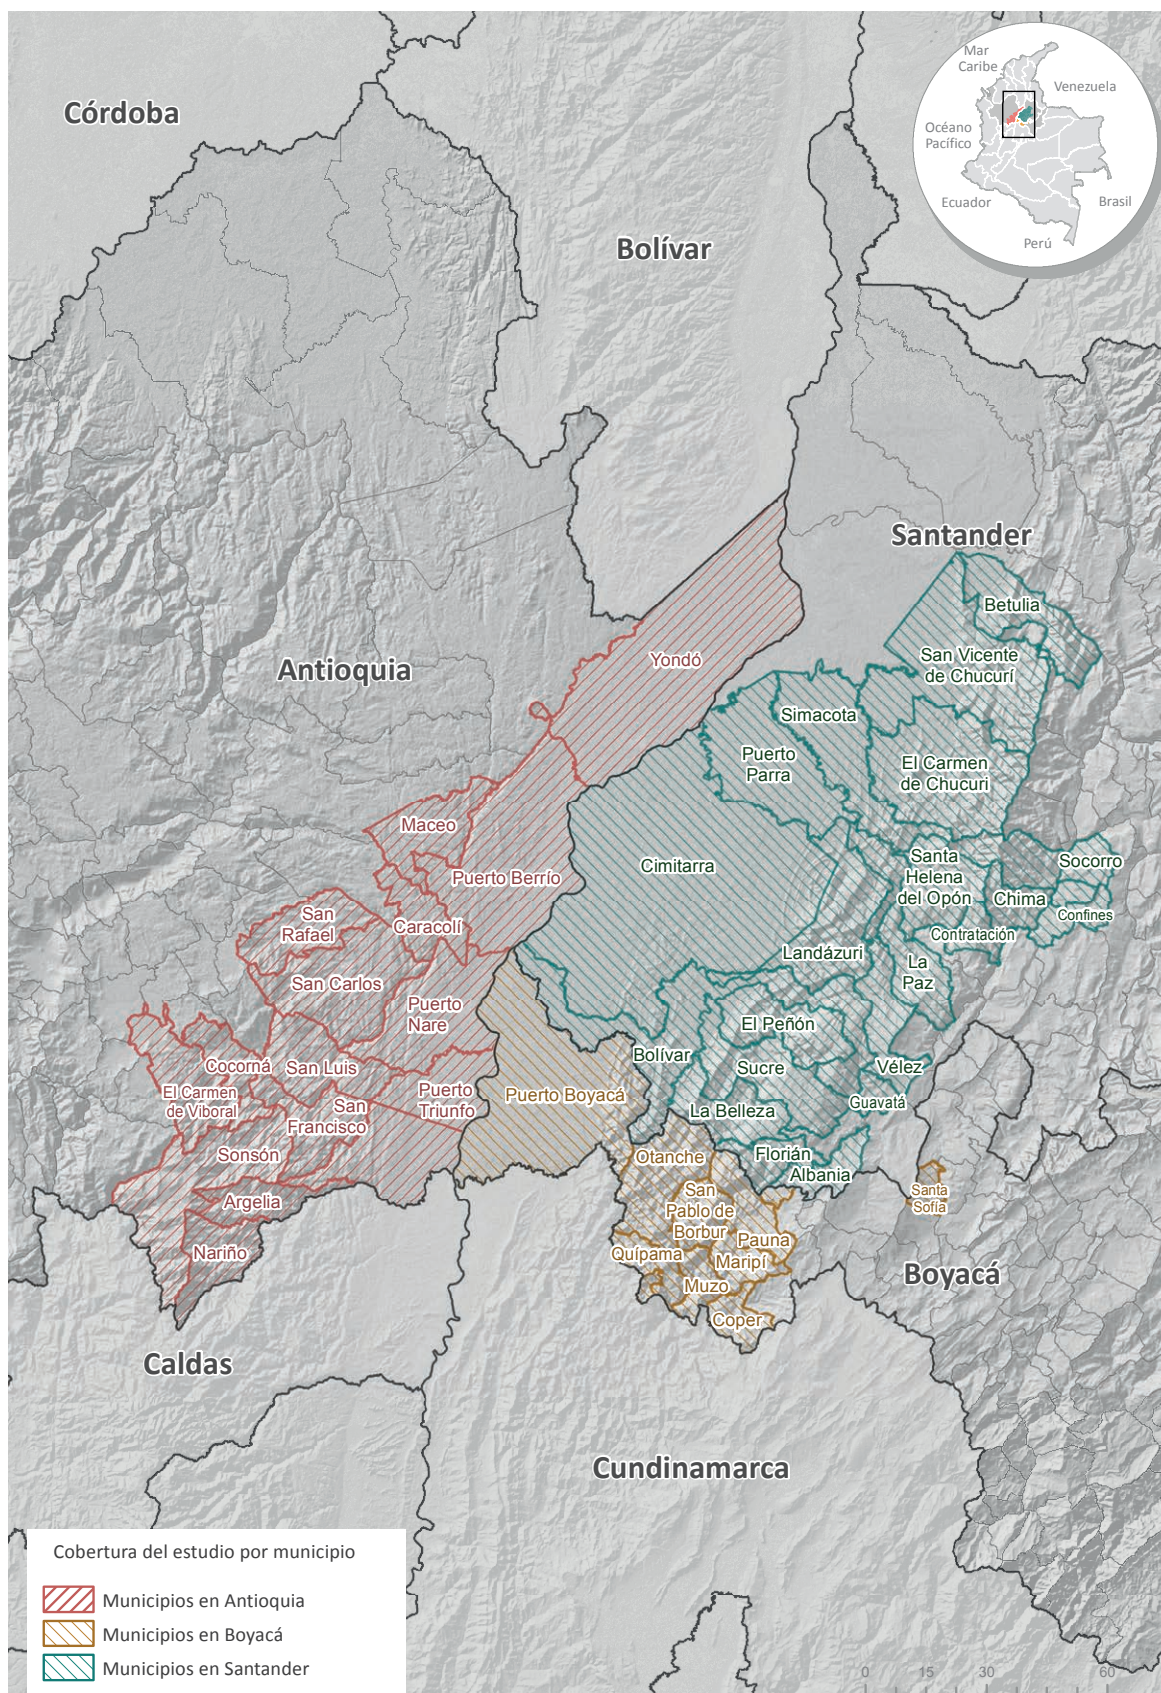 Mar
Caribe
Venezuela
Océano
Pacífico
Ecuador
Brasil
Perú
Córdoba
Bolívar
Santander
Antioquia
Betulia
San Vicente
de Chucurí
Yondó
Simacota
Puerto
Parra
El Carmen
de Chucuri
Maceo
Cimitarra
Puerto Berrío
Santa
Helena
del Opón
Socorro
Chima
Confines
San
Rafael
Caracolí
Contratación
Landázuri
La
Paz
San Carlos
Puerto
Nare
El Peñón
Bolívar
Sucre
Vélez
Cocorná
San Luis
Guavatá
El Carmen
de Viboral
Puerto
Triunfo
Puerto Boyacá
San
Francisco
La Belleza
Sonsón
Otanche
Florián
Albania
Argelia
San
Pablo de
Borbur
Santa
Sofía
Nariño
Pauna
Quípama
Maripí
Muzo
Boyacá
Coper
Caldas
Cundinamarca
Cobertura del estudio por municipio
Municipios en Antioquia
Municipios en Boyacá
Municipios en Santander
0 15 30 60